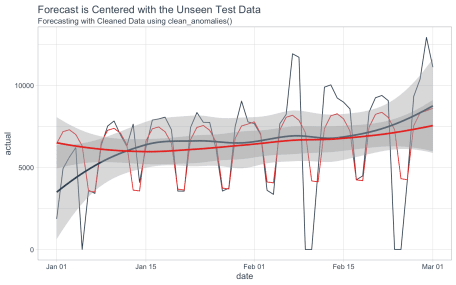 Forecast is Centered with the Unseen Test Data
Forecasting with Cleaned Data using clean_anomalies()
10000
actual
5000
0
Jan 01
Jan 15
Feb 01
Feb 15
Mar 01
date